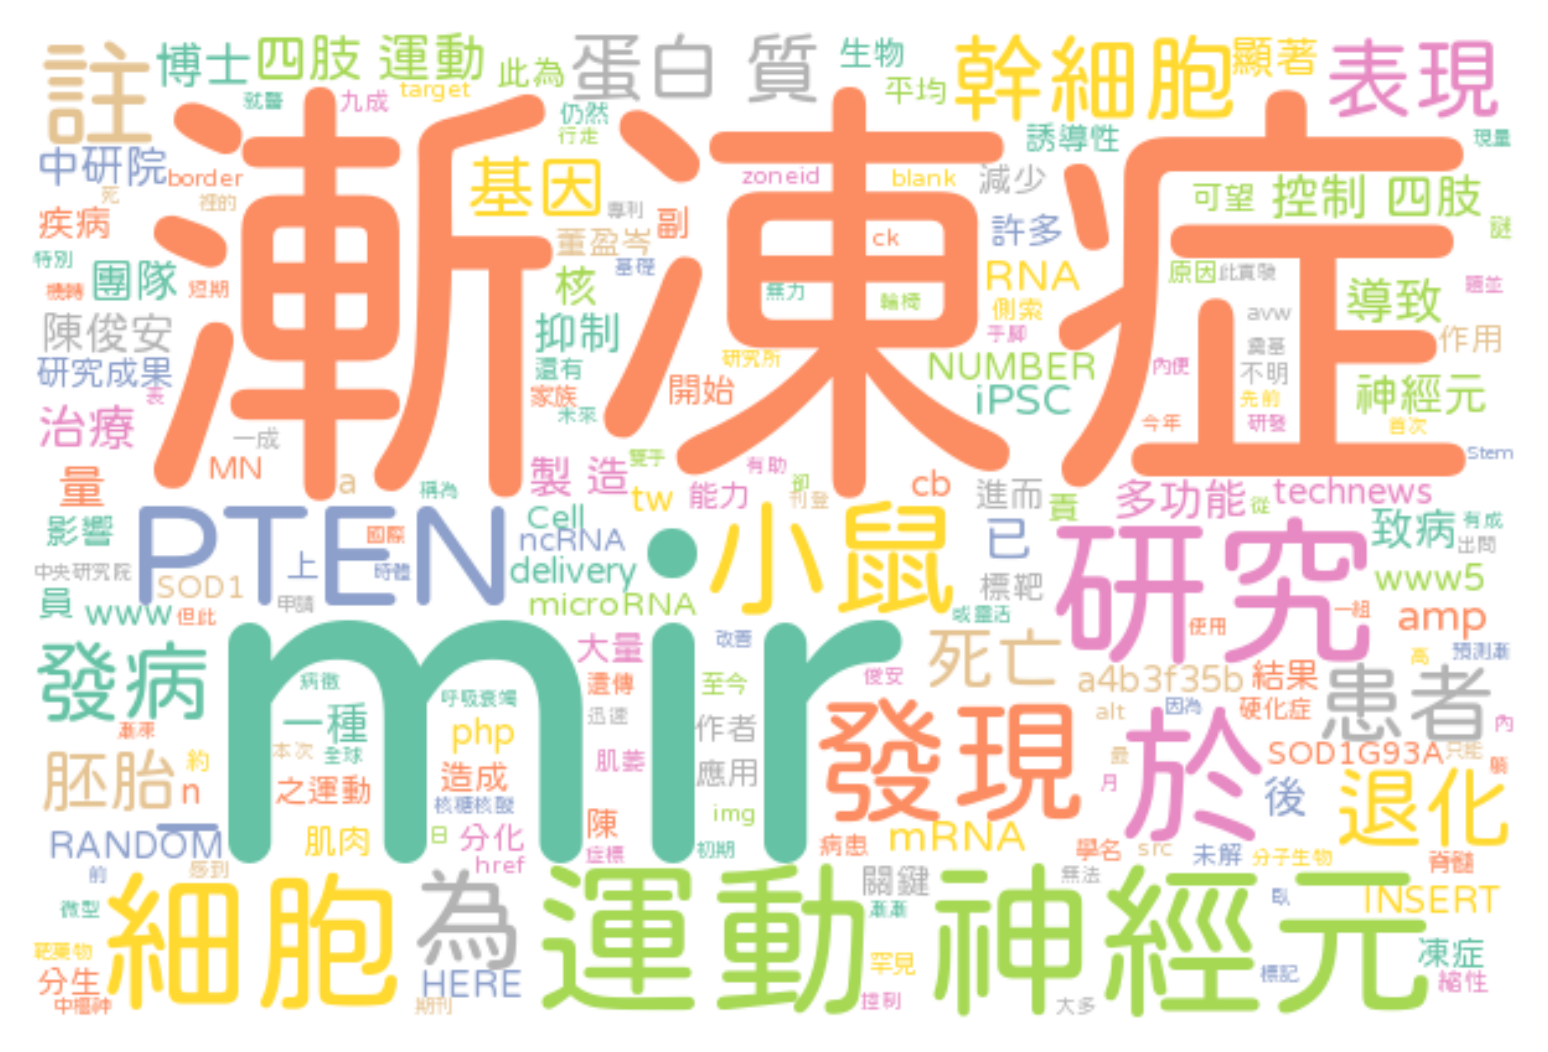 註 博士 四肢 運動 此為 蛋白 質 生物 幹細胞 顯著 表現
就醫 九成 target 仍然 平均
行走 誘導性 現量
中研院 border 基因 zoneid blank 減少
死 裡的 專利 可望 控制 四肢
疾病 副 許多 謎
漸凍症
特別 團隊 董盈岑 ck 原因 此實驗
機轉 短期 核 基礎 無力 輪椅 RNA 導致 題並
陳俊安 抑制 側索 avw 作用
手腳
研究成果 還有 研究所 NUMBER 內便 奠基 神經元
表 家族 開始 iPSC 不明 先前
治療 一成 未來 今年 研發 首次
量 MN a 稱為 製 造 雙手 有助 cb 進而 Stem
tw 能力 卻 刊登 責 多功能 從 technews
影響 PTEN 國際 Cell 小鼠 已 研究 致病 有成
中央研究院 上 時體 ncRNA 出問
SOD1 delivery 標靶 www5
員 www 但此 申請 microRNA 或靈活 使用 一組 amp
發病 mir 大量 改善 死亡 高 預測漸
病徵 呼吸衰竭 遺傳 至今 俊安 a4b3f35b 結果 患者
漸凍 一種 迅速 作者 發現 alt 因為 硬化症 內
本次 全球 php 於
胚胎 約 肌萎 應用 最 SOD1G93A 只能
n 之運動 造成 月 後 退化 躺
核糖核酸 img
RANDOM_ 肌肉 日 分化 陳 初期 病患 mRNA 學名 src 未解 分子生物
前 感到 href 症標 脊髓
微型 細胞 為 運動 神經元 關鍵 無法 臥 INSERT
漸漸
靶藥物 罕見 凍症
分生 HERE 標記 縮性
中樞神 期刊 控制 大多